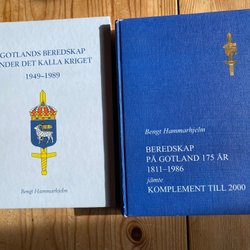 GOTLANDS BEREDSKAP
UNDER DET KALLA KRIGET
1949–1989
Bengt Hammarhjelm
Bengt Hammarhjelm
BEREDSKAP
PÅ GOTLAND 175 ÅR
1811–1986
jämte
KOMPLEMENT TILL 2000